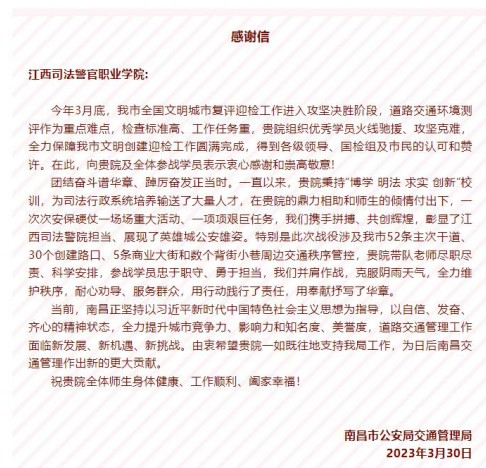 感谢信
江西司法警官职业学院:
今年3月底，我市全国文明城市复评迎检工作进入攻坚决胜阶段，道路交通环境测
评作为重点难点，检查标准高、工作任务重，贵院组织优秀学员火线驰援、攻坚克难，
全力保障我市文明创建迎检工作圆满完成，得到各级领导、国检组及市民的认可和赞
许。在此，向贵院及全体参战学员表示衷心感谢和崇高敬意！
团结奋斗谱华章、踔厉奋发正当时。一直以来，贵院秉持“博学 明法 求实 创新”校
训，为司法行政系统培养输送了大量人才，在贵院的鼎力相助和师生的倾情付出下，一
次次安保硬仗一场场重大活动、一项项艰巨任务，我们携手拼搏、共创辉煌，彰显了江
西司法警院担当、展现了英雄城公安雄姿。特别是此次战役涉及我市52条主次干道、
30个创建路口、5条商业大街和数个背街小巷周边交通秩序管控，贵院带队老师尽职尽
责、科学安排，参战学员忠于职守、勇于担当，我们并肩作战，克服阴雨天气，全力维
护秩序，耐心劝导、服务群众，用行动践行了责任，用奉献抒写了华章。
当前，南昌正坚持以习近平新时代中国特色社会主义思想为指导，以自信、发奋、
齐心的精神状态，全力提升城市竞争力、影响力和知名度、美誉度，道路交通管理工作
面临新发展、新机遇、新挑战。由衷希望贵院一如既往地支持我局工作，为日后南昌交
通管理作出新的更大贡献。
祝贵院全体师生身体健康、工作顺利、阖家幸福！
南昌市公安局交通管理局
2023年3月30日